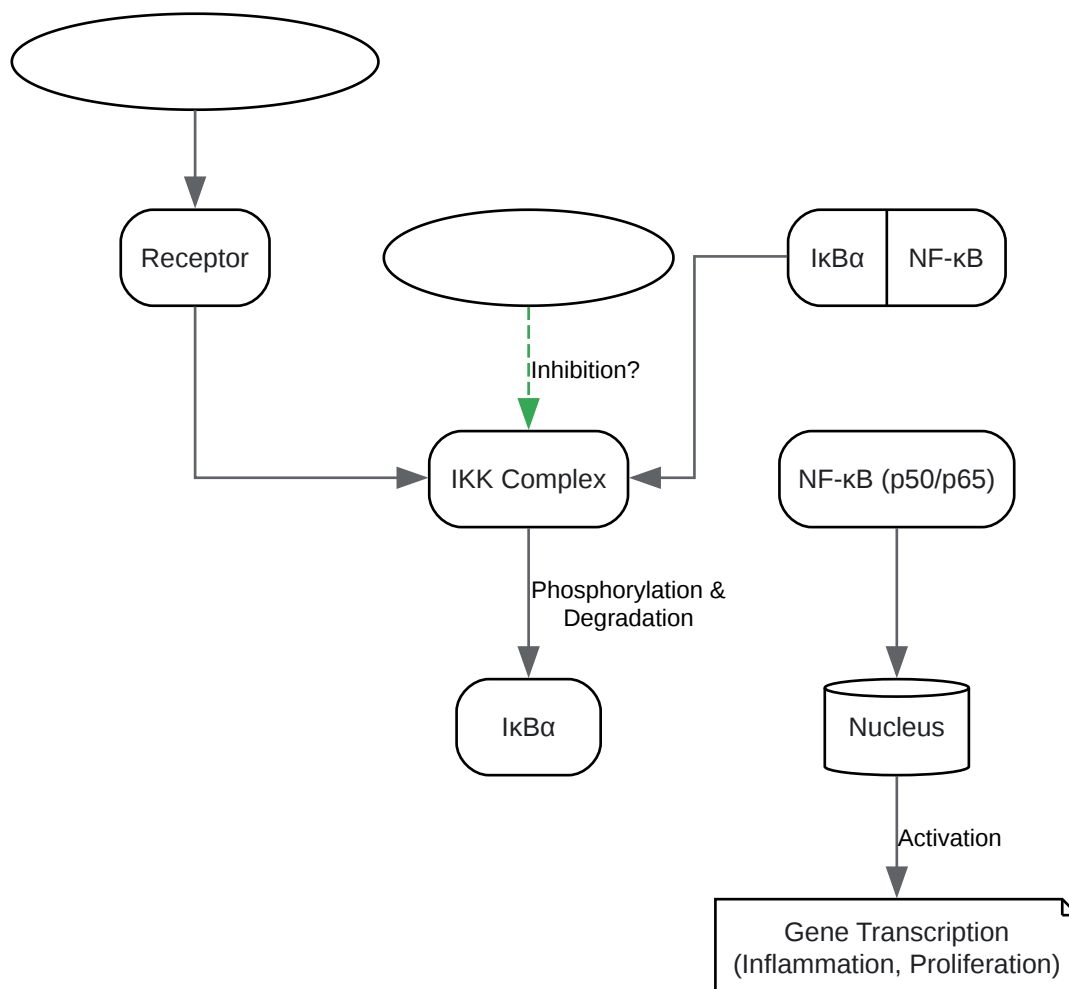 Receptor
IκBα
NF-κB
Inhibition?
IKK Complex
NF-κB (p50/p65)
Phosphorylation &
Degradation
IκBα
Nucleus
Activation
Gene Transcription
(Inflammation, Proliferation)